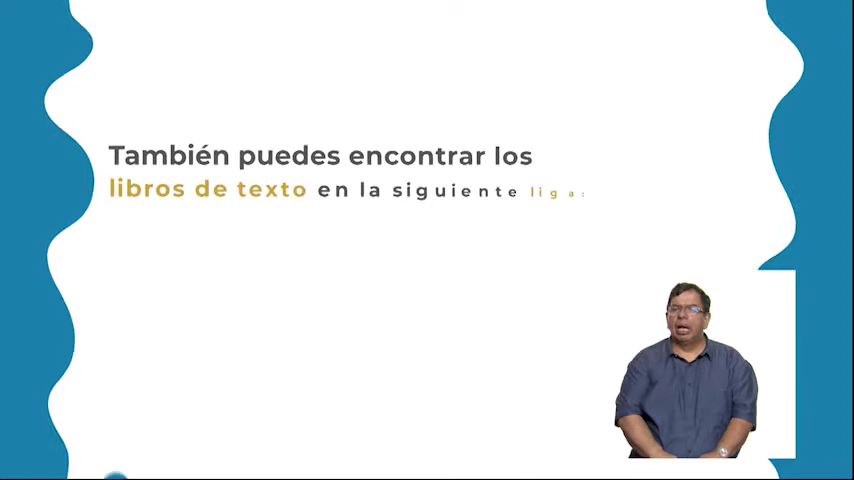 También puedes encontrar los
libros de texto en la siguiente liga: